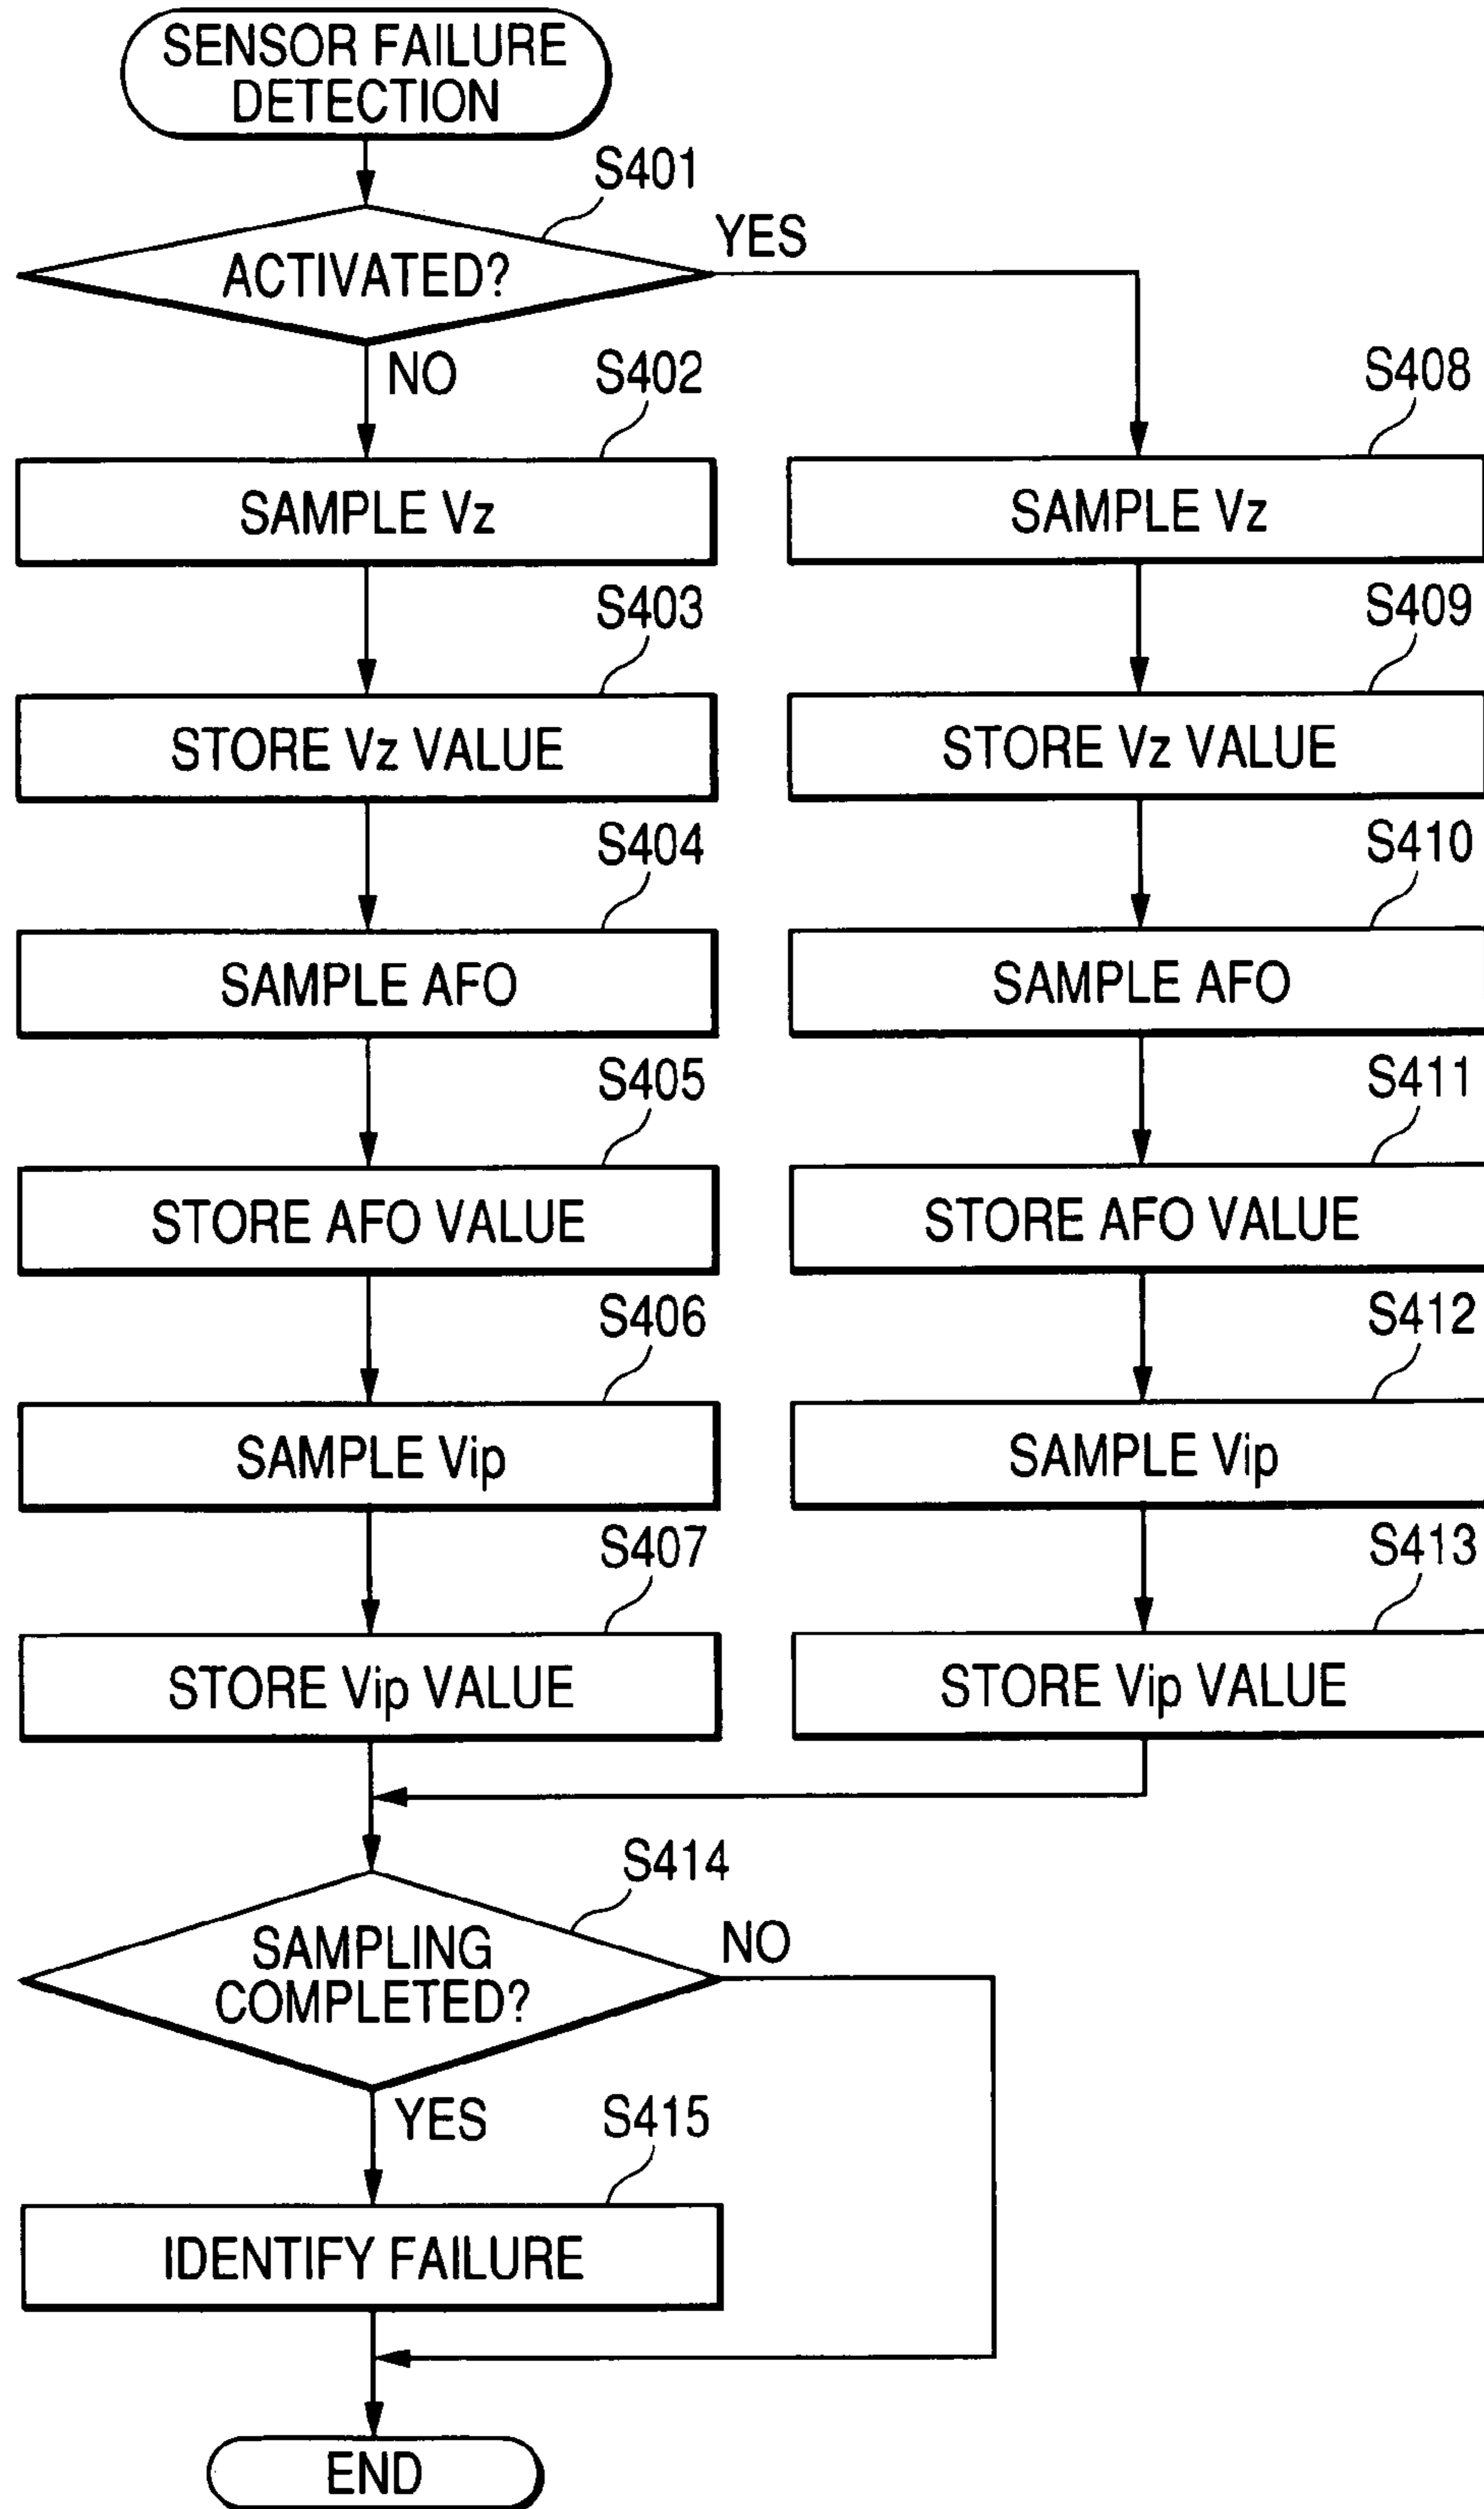 SENSOR FAILURE
DETECTION
S401
ACTIVATED?
YES
NO
S402
SAMPLE Vz
S403
STORE Vz VALUE
S404
SAMPLE AFO
S405
STORE AFO VALUE
S406
SAMPLE Vip
S407
STORE Vip VALUE
S408
SAMPLE Vz
S409
STORE Vz VALUE
S410
SAMPLE AFO
S411
STORE AFO VALUE
S412
SAMPLE Vip
S413
STORE Vip VALUE
S414
SAMPLING
COMPLETED?
NO
YES
S415
IDENTIFY FAILURE
END